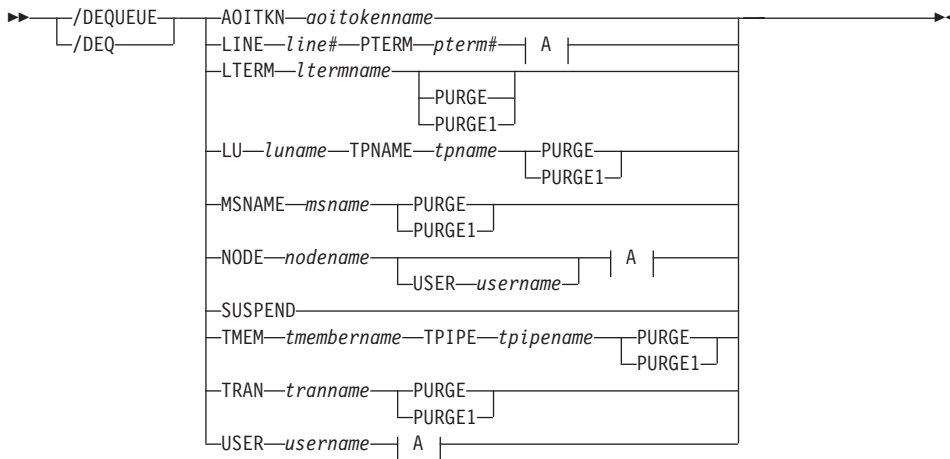 /DEQUEUE AOITKN aoitokenname
/DEQ LINE line# PTERM pterm# A
LTERM ltermname
PURGE
PURGE1
LU luname TPNAME tpname PURGE
PURGE1
MSNAME msname PURGE
PURGE1
NODE nodename A
USER username
SUSPEND
TMEM tmembername TPIPE tpipename PURGE
PURGE1
TRAN tranname PURGE
PURGE1
USER username A